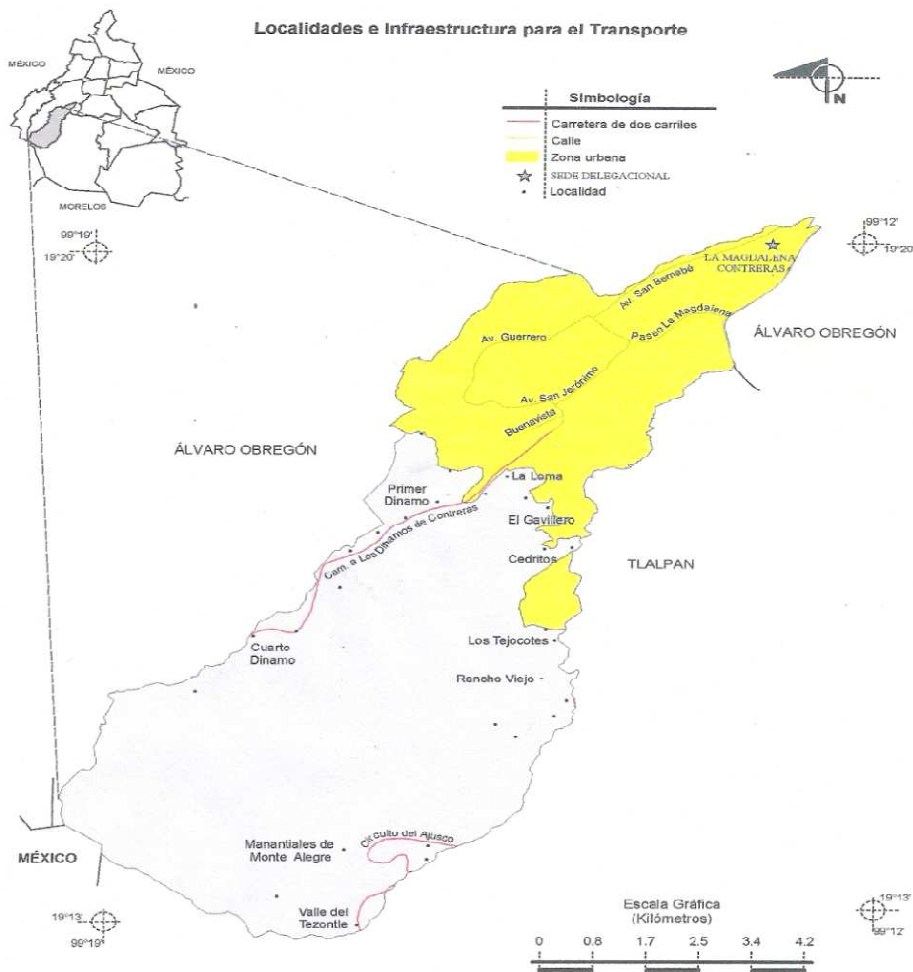 Localidades e Infraestructura para el Transporte
MÉXICO
MÉXICO
MORELOS
N
Simbología
Carretera de dos carriles
Calle
Zona urbana
SEDE DELEGACIONAL
Localidad
99°19'
19°20'
99°12'
19°20
LA MAGDALENA
CONTRERAS
Av. San Bernabé
Paseo La Magdalena
Av. Guerrero
ÁLVARO OBREGÓN
Av. San Jerónimo
Buenavista
ÁLVARO OBREGÓN
La Loma
Primer
Dinamo
El Gavillero
Cam. a Los Dinamos de Contreras
Cedritos
TLALPAN
Los Tejocotes
Cuarto
Dinamo
Rancho Viejo
Circuito del Ajusco
Manantiales de
Monte Alegre
MÉXICO
Valle del
Tezontle
19°13'
99°19'
19°13'
99°12'
Escala Gráfica
(Kilómetros)
0 0.8 1.7 2.5 3.4 4.2